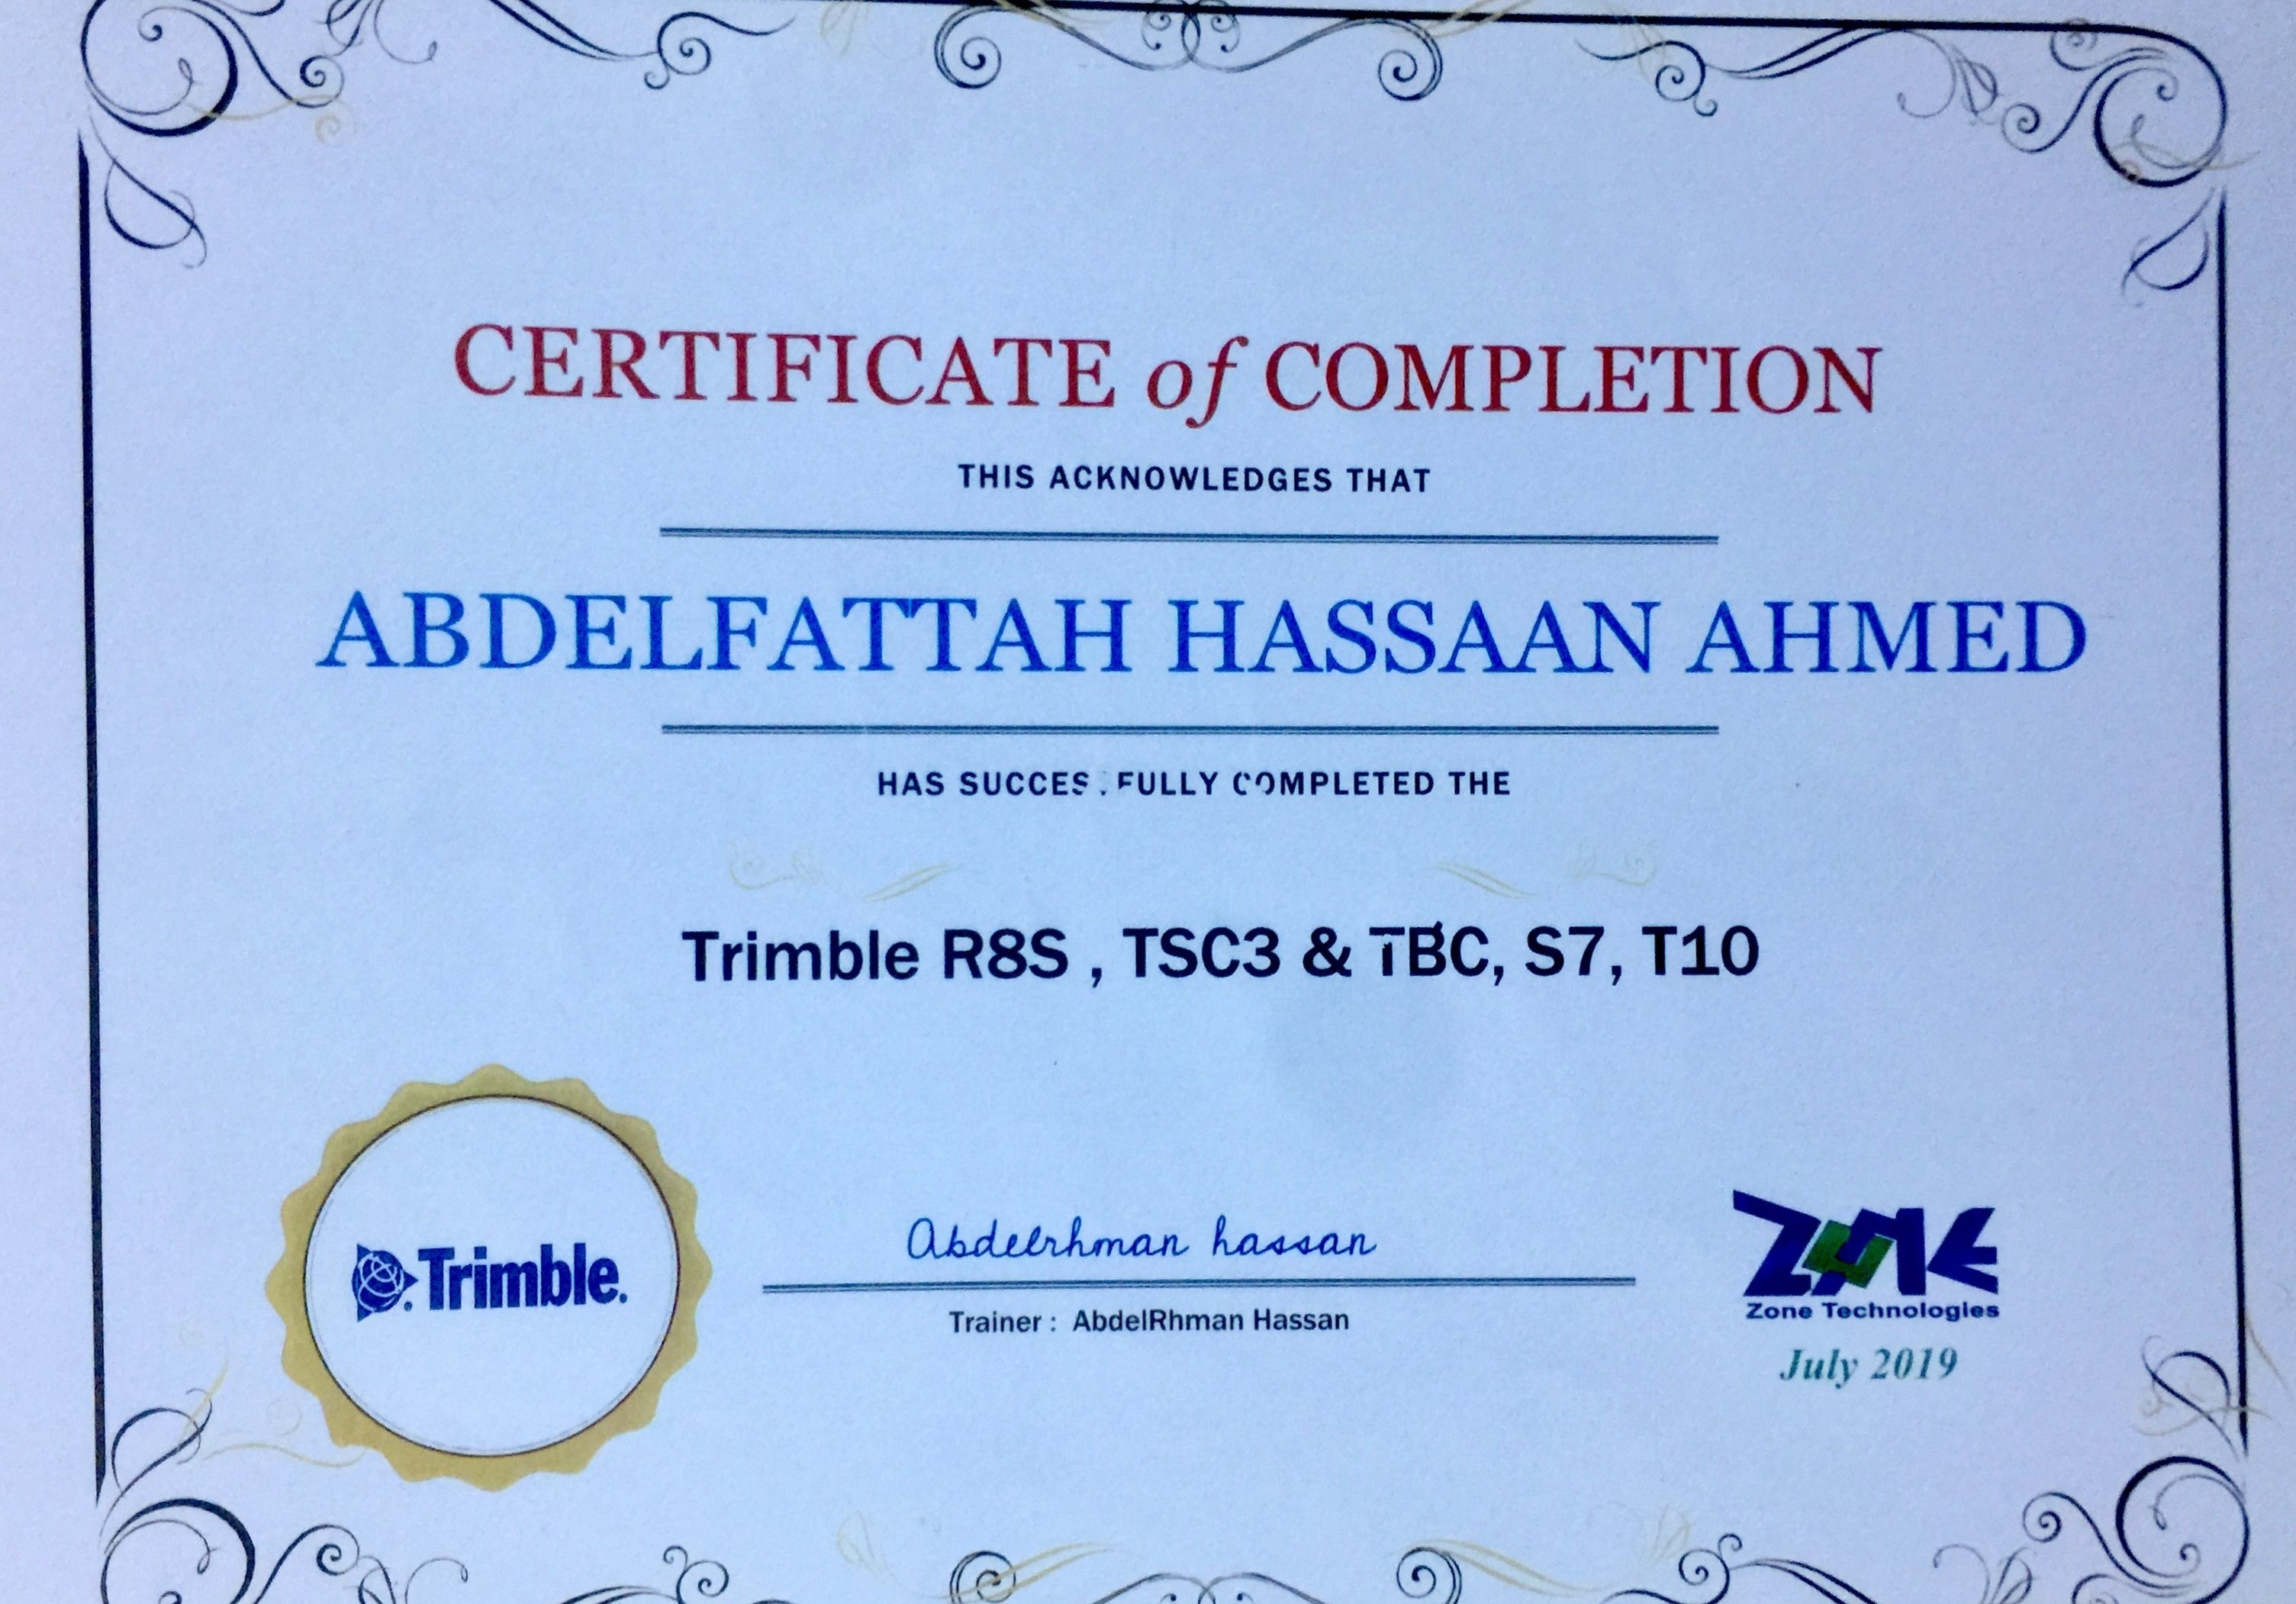 CERTIFICATE of COMPLETION
THIS ACKNOWLEDGES THAT
ABDELFATTAH HASSAAN AHMED
HAS SUCCESSFULLY COMPLETED THE
Trimble R8S , TSC3 & TBC, S7, T10
Trimble.
Abdelrhman hassan
Trainer : AbdelRhman Hassan
ZONE
Zone Technologies
July 2019